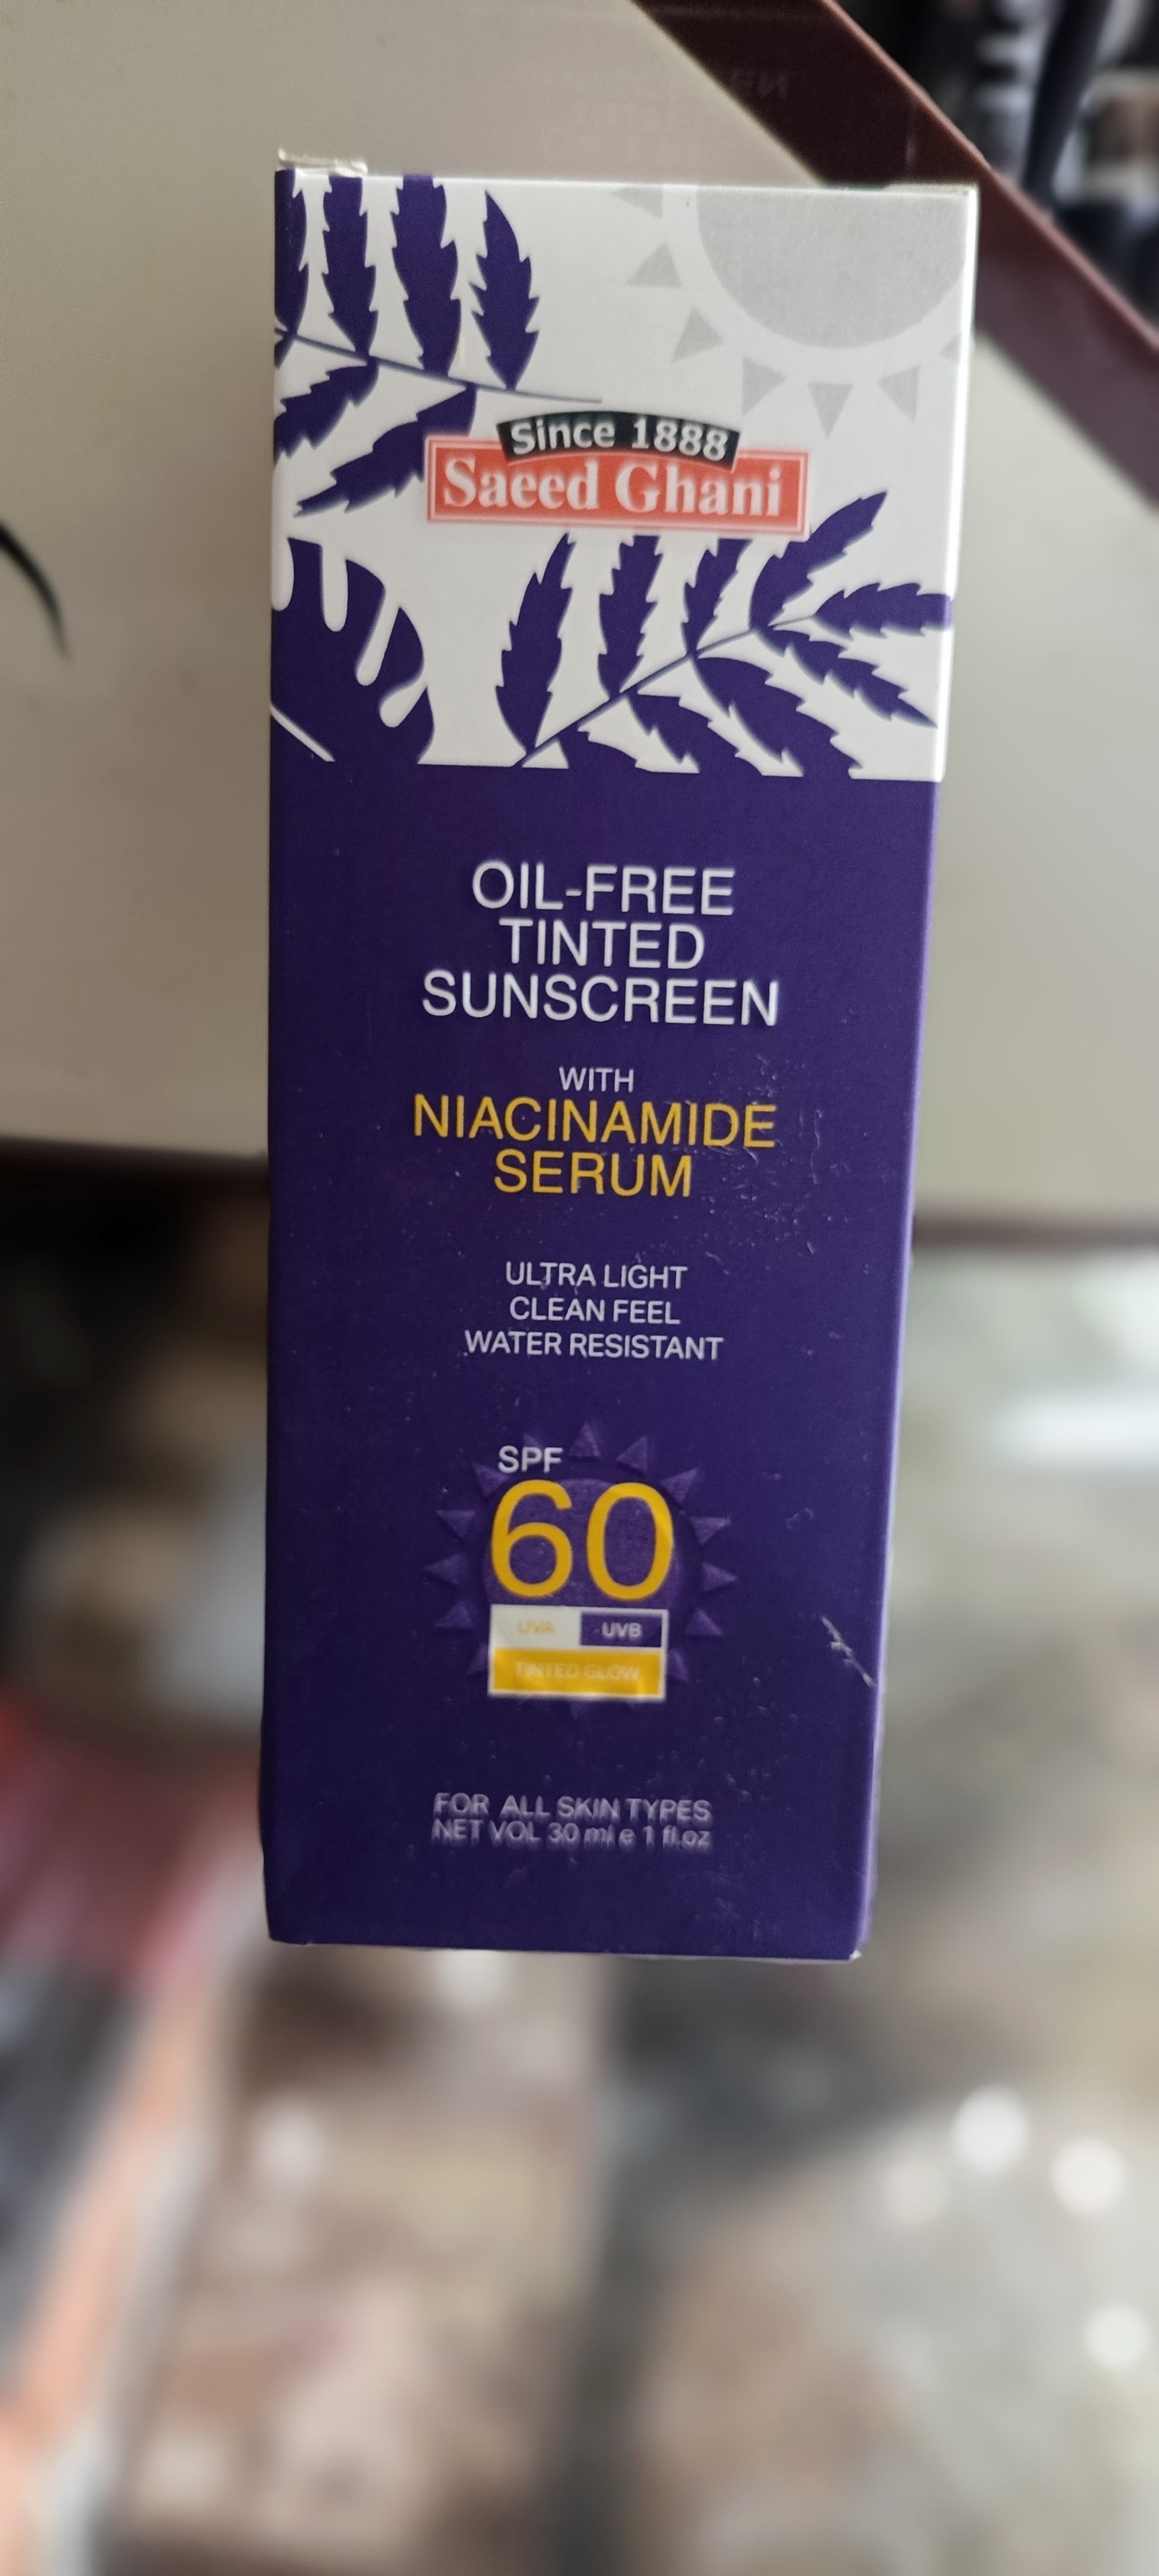 Since 1888
Saeed Ghani
OIL-FREE
TINTED
SUNSCREEN
WITH
NIACINAMIDE
SERUM
ULTRA LIGHT
CLEAN FEEL
WATER RESISTANT
SPF
60
UVA UVB
TINTED GLOW
FOR ALL SKIN TYPES
NET VOL 30 ml e 1 fl.oz